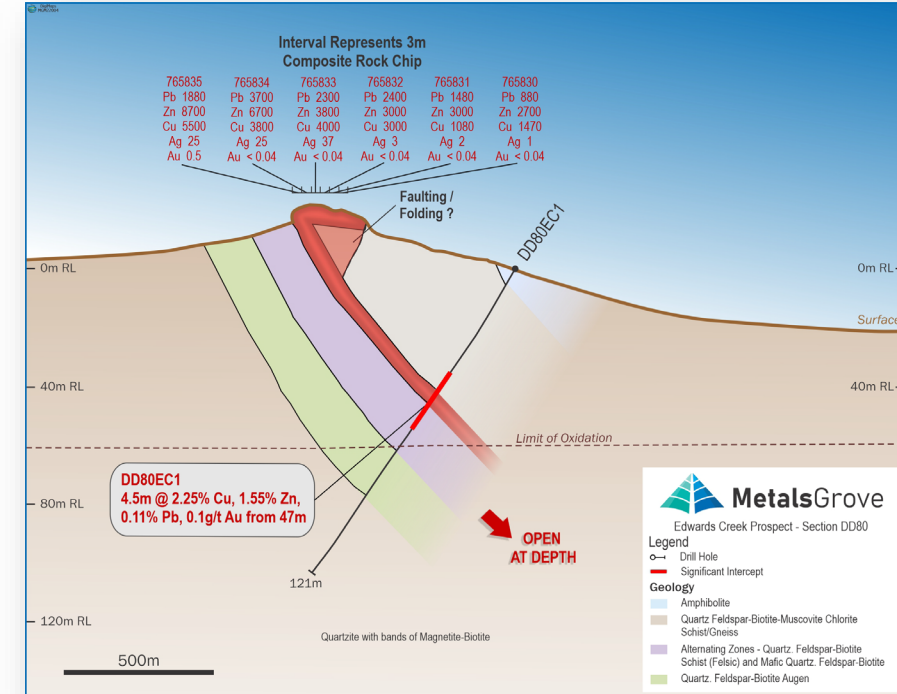 Interval Represents 3m
Composite Rock Chip
765835 765834 765833 765832 765831 765830
Pb 1880 Pb 3700 Pb 2300 Pb 2400 Pb 1480 Pb 880
Zn 8700 Zn 6700 Zn 3800 Zn 3000 Zn 3000 Zn 2700
Cu 5500 Cu 3800 Cu 4000 Cu 3000 Cu 1080 Cu 1470
Ag 25 Ag 25 Ag 37 Ag 3 Ag 2 Ag 1
Au 0.5 Au <0.04 Au <0.04 Au <0.04 Au <0.04 Au <0.04
Faulting /
Folding ?
DD80EC1
0m RL
0m RL
Surface
40m RL
40m RL
Limit of Oxidation
DD80EC1
4.5m @ 2.25% Cu, 1.55% Zn,
0.11% Pb, 0.1g/t Au from 47m
80m RL
OPEN
AT DEPTH
121m
120m RL
Quartzite with bands of Magnetite-Biotite
500m
MetalsGrove
Edwards Creek Prospect - Section DD80
Legend
Drill Hole
Significant Intercept
Geology
Amphibolite
Quartz Feldspar-Biotite-Muscovite Chlorite
Schist/Gneiss
Alternating Zones - Quartz. Feldspar-Biotite
Schist (Felsic) and Mafic Quartz. Feldspar-Biotite
Quartz. Feldspar-Biotite Augen